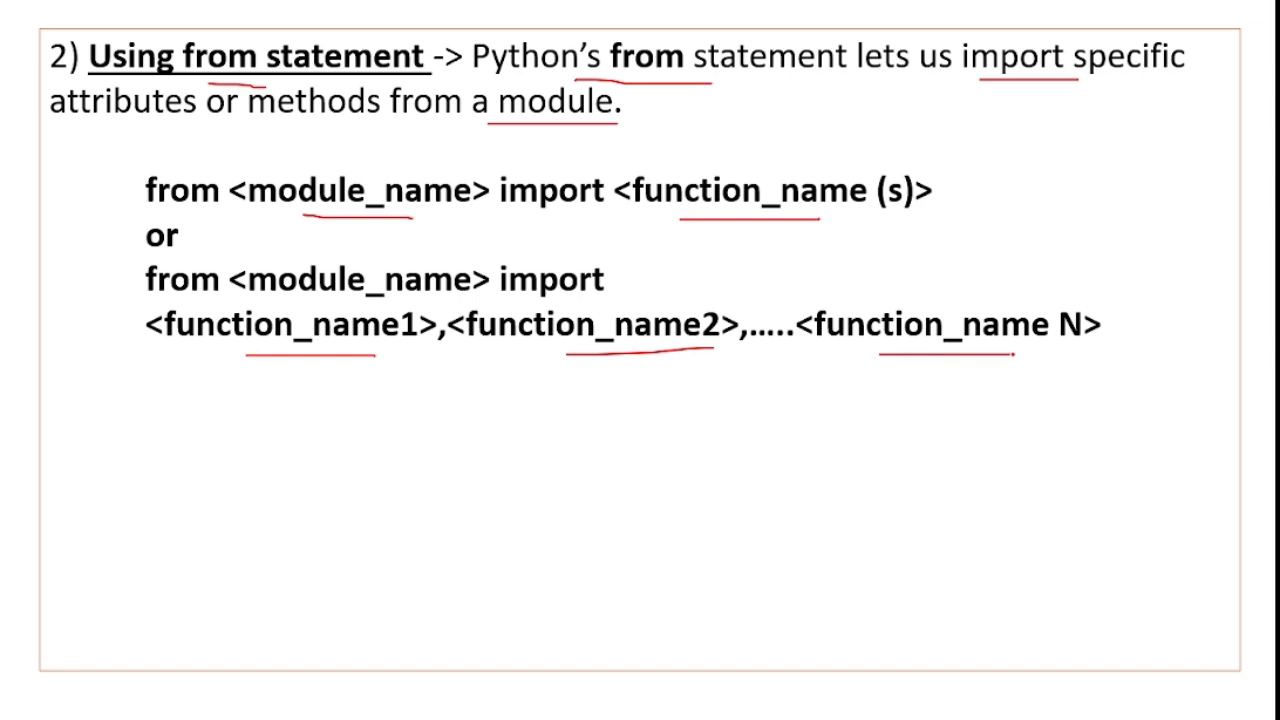 2) Using from statement -> Python’s from statement lets us import specific
attributes or methods from a module.
from <module_name> import <function_name (s)>
or
from <module_name> import
<function_name1>,<function_name2>,…..<function_name N>